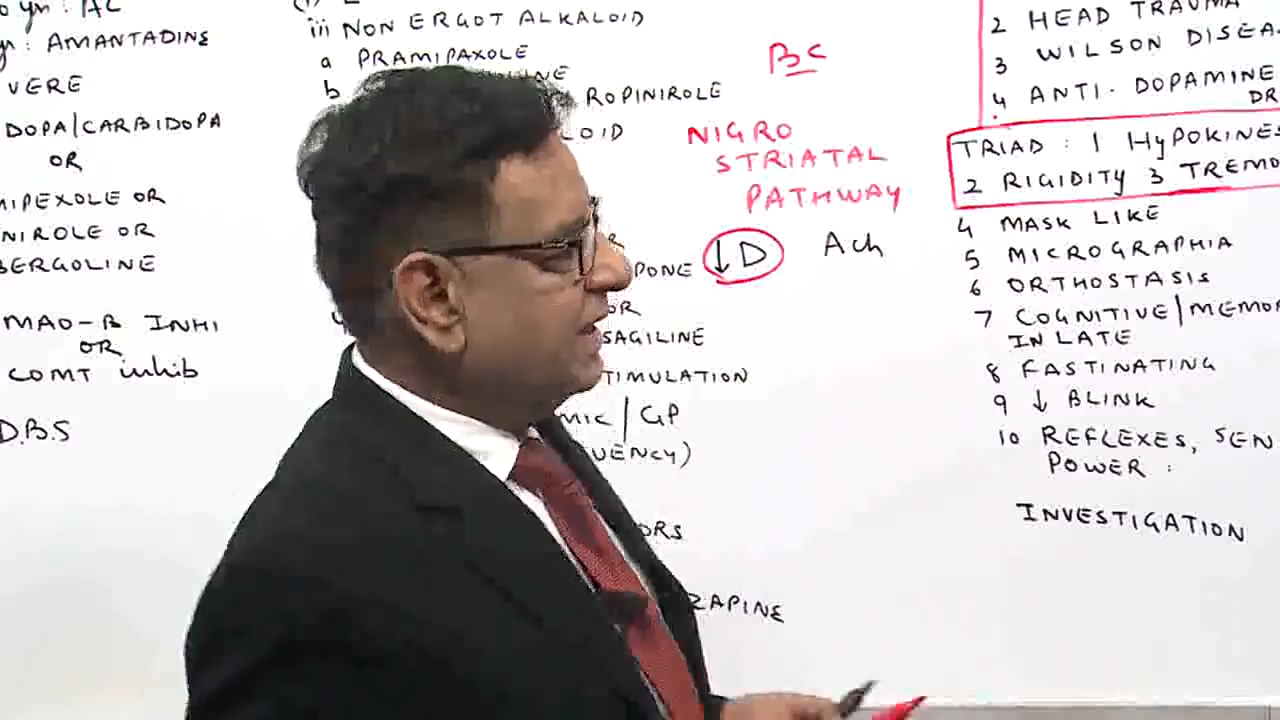 AMANTADINE
VERE
DOPA/CARBIDOPA
OR
IPEXOLE OR
NIROLE OR
BERGOLINE
MAO-B INHI
OR
COMT inhib
D.B.S
iii NON ERGOT ALKALOID
a PRAMIPAXOLE
b
ROPINIROLE
LOID
PONE
OR
SAGILINE
TIMULATION
MIC / GP
UENCY)
ORS
ZAPINE
BC
NIGRO
STRIATAL
PATHWAY
↓D Ach
2 HEAD TRAUMA
3 WILSON DISEA
4 ANTI-DOPAMINE
DR
TRIAD : 1 HYPOKINES
2 RIGIDITY 3 TREMO
4 MASK LIKE
5 MICROGRAPHIA
6 ORTHOSTASIS
7 COGNITIVE/MEMO
IN LATE
8 FASTINATING
9 ↓ BLINK
10 REFLEXES, SEN
POWER :
INVESTIGATION